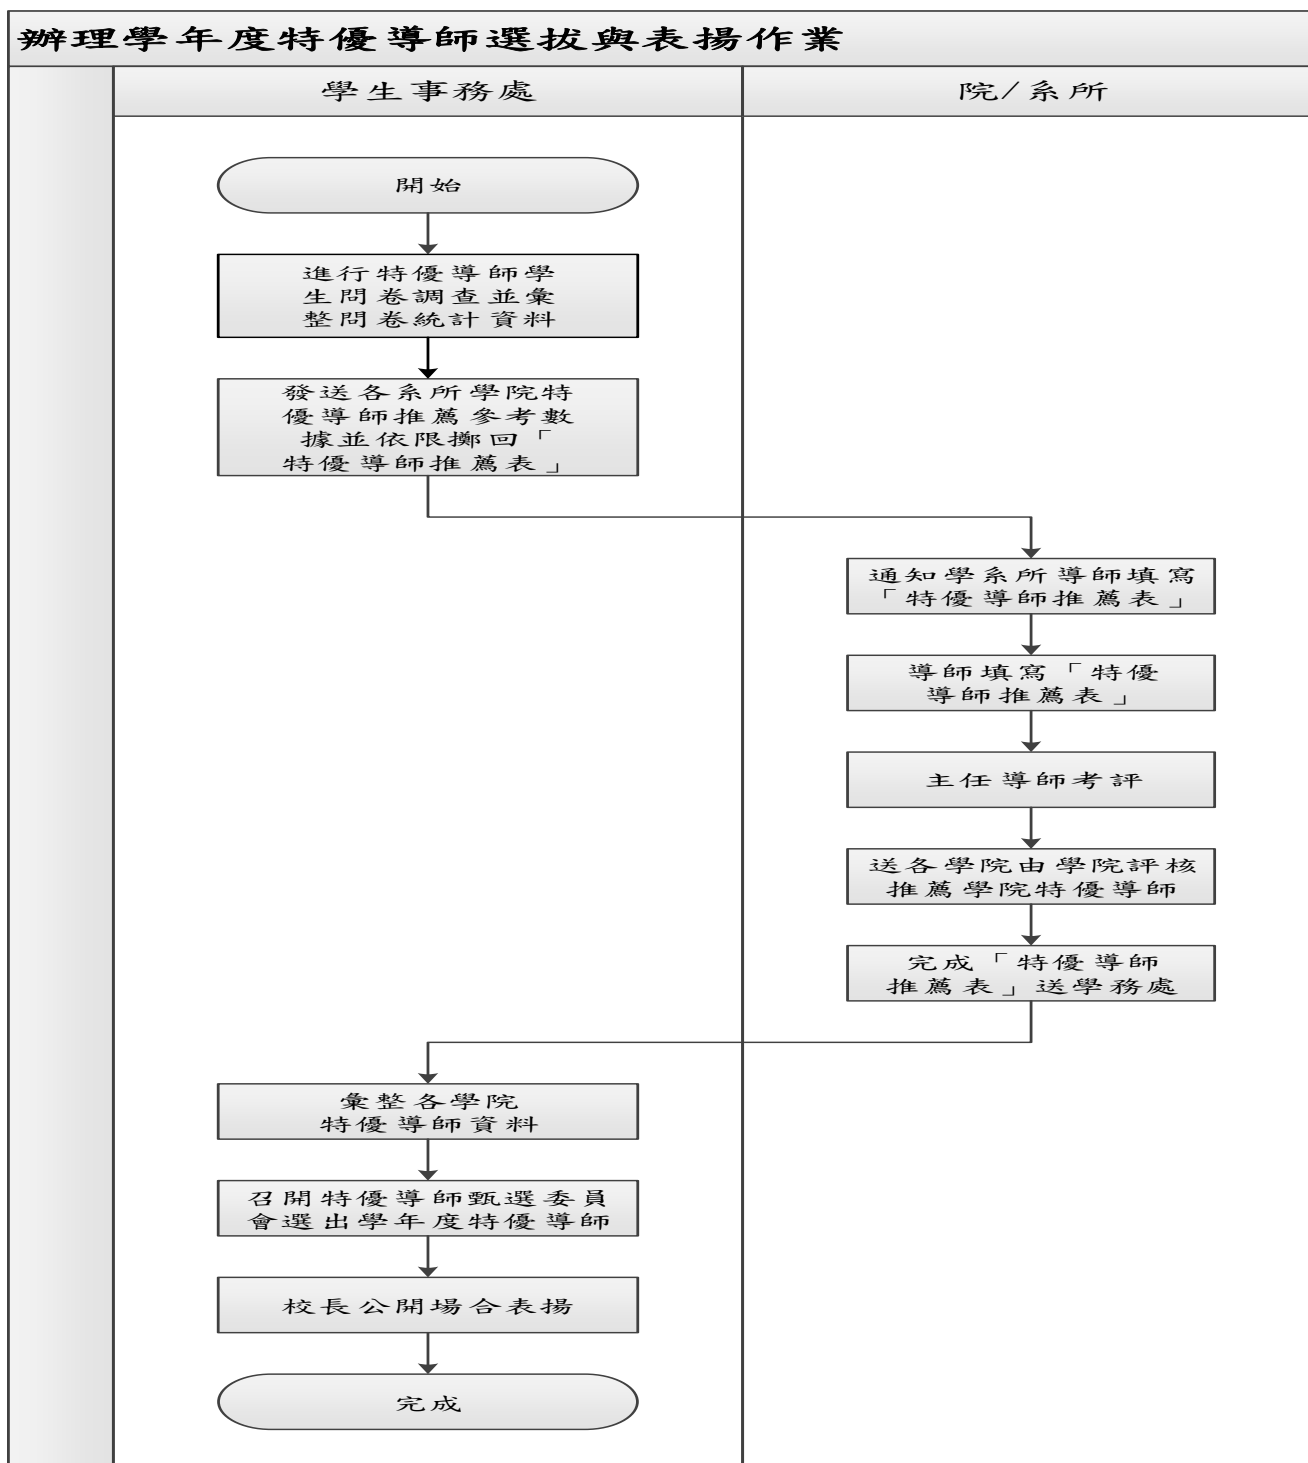 辦理學年度特優導師選拔與表揚作業
學生事務處
院/系所
開始
進行特優導師學
生問卷調查並彙
整問卷統計資料
發送各系所學院特
優導師推薦參考數
據並依限擲回「
特優導師推薦表」
通知學系所導師填寫
「特優導師推薦表」
導師填寫「特優
導師推薦表」
主任導師考評
送各學院由學院評核
推薦學院特優導師
完成「特優導師
推薦表」送學務處
彙整各學院
特優導師資料
召開特優導師甄選委員
會選出學年度特優導師
校長公開場合表揚
完成